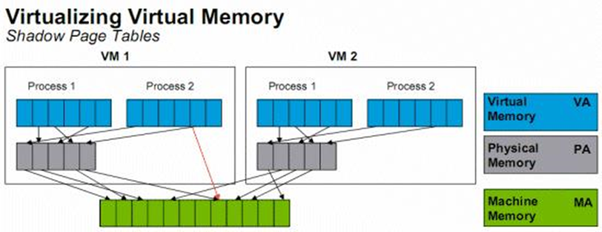 Virtualizing Virtual Memory
Shadow Page Tables
VM 1
VM 2
Process 1
Process 2
Process 1
Process 2
Virtual VA
Memory
Physical PA
Memory
Machine MA
Memory